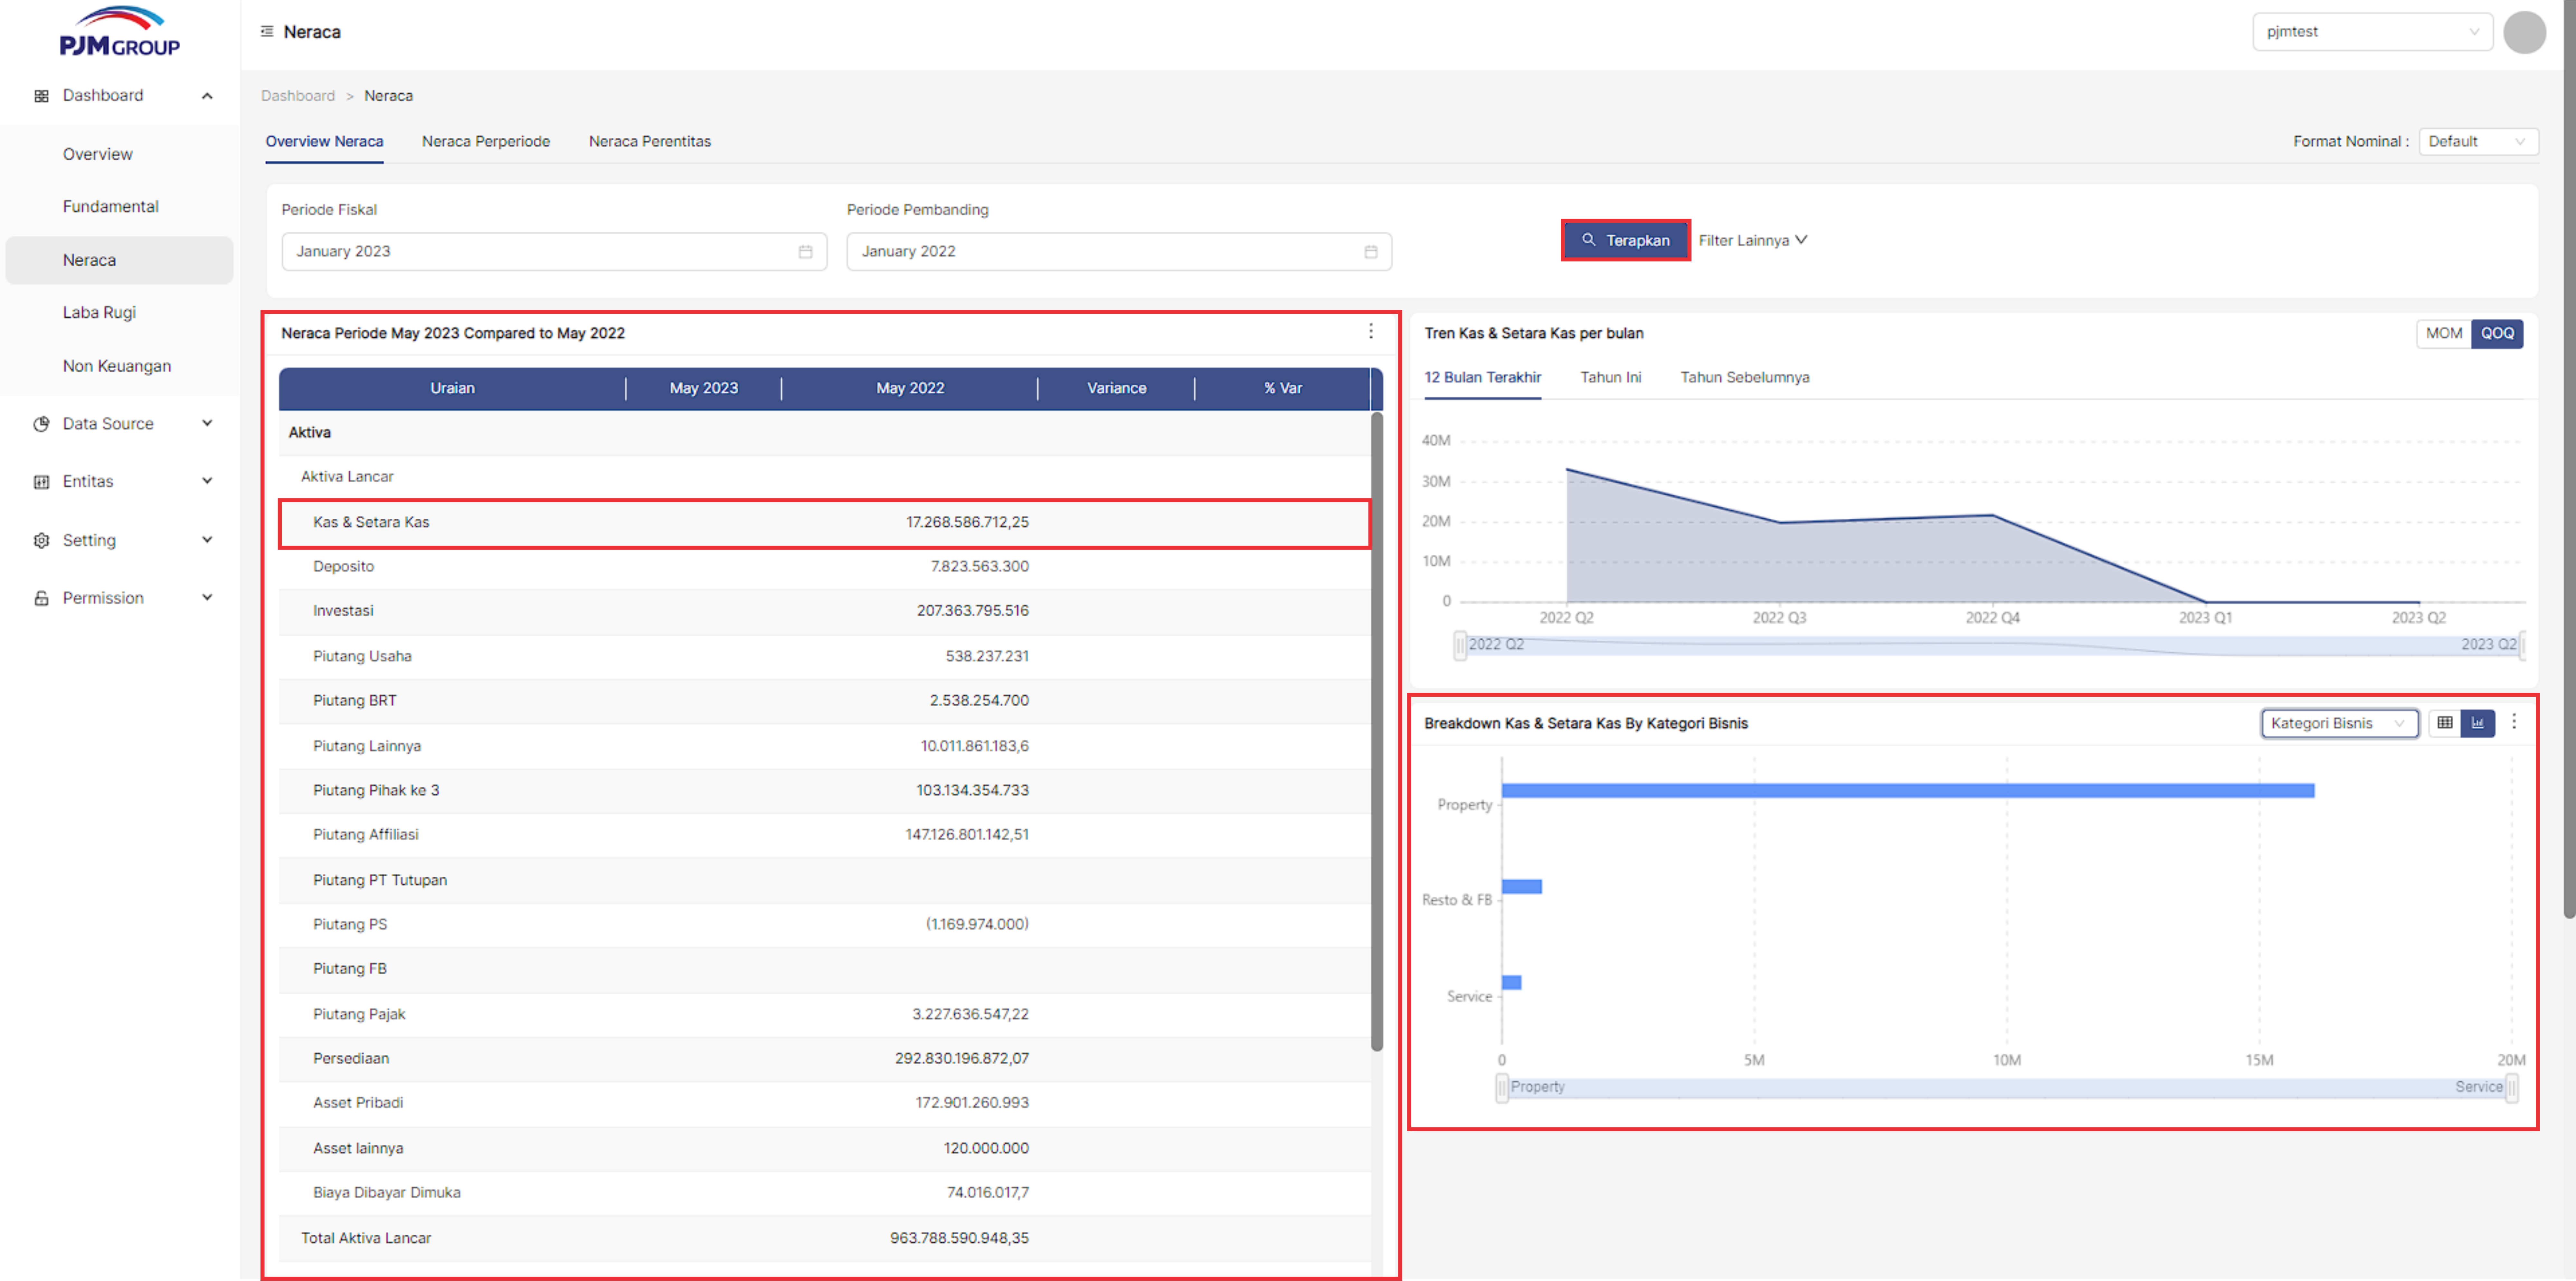 PJM GROUP
Neraca
pjmtest
Dashboard
Overview
Fundamental
Neraca
Laba Rugi
Non Keuangan
Data Source
Entitas
Setting
Permission
Dashboard > Neraca
Overview Neraca Neraca Perperiode Neraca Perentitas
Format Nominal : Default
Periode Fiskal Periode Pembanding
January 2023 January 2022
Terapkan Filter Lainnya
Neraca Periode May 2023 Compared to May 2022
Uraian May 2023 May 2022 Variance % Var
Aktiva
Aktiva Lancar
Kas & Setara Kas 17.268.586.712,25
Deposito 7.823.563.300
Investasi 207.363.795.516
Piutang Usaha 538.237.231
Piutang BRT 2.538.254.700
Piutang Lainnya 10.011.861.183,6
Piutang Pihak ke 3 103.134.354.733
Piutang Affiliasi 147.126.801.142,51
Piutang PT Tutupan
Piutang PS (1.169.974.000)
Piutang FB
Piutang Pajak 3.227.636.547,22
Persediaan 292.830.196.872,07
Asset Pribadi 172.901.260.993
Asset lainnya 120.000.000
Biaya Dibayar Dimuka 74.016.017,7
Total Aktiva Lancar 963.788.590.948,35
Tren Kas & Setara Kas per bulan
MOM QOQ
12 Bulan Terakhir Tahun Ini Tahun Sebelumnya
40M
30M
20M
10M
0
2022 Q2 2022 Q3 2022 Q4 2023 Q1 2023 Q2
2022 Q2 2023 Q2
Breakdown Kas & Setara Kas By Kategori Bisnis
Kategori Bisnis
Property
Resto & FB
Service
0 5M 10M 15M 20M
Property Service